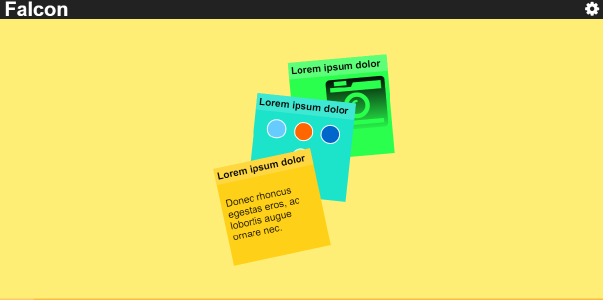 Falcon
Lorem ipsum dolor
Lorem ipsum dolor
Lorem ipsum dolor
Donec rhoncus
egestas eros, ac
lobortis augue
ornare nec.